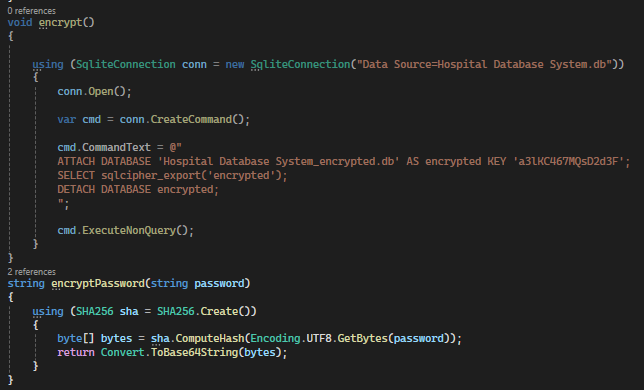 0 references
void encrypt()
{
using (SqliteConnection conn = new SqliteConnection("Data Source=Hospital Database System.db"))
{
conn.Open();
var cmd = conn.CreateCommand();
cmd.CommandText = @"
ATTACH DATABASE 'Hospital Database System_encrypted.db' AS encrypted KEY 'a3lKC467MQsD2d3F';
SELECT sqlcipher_export('encrypted');
DETACH DATABASE encrypted;
";
cmd.ExecuteNonQuery();
}
}
2 references
string encryptPassword(string password)
{
using (SHA256 sha = SHA256.Create())
{
byte[] bytes = sha.ComputeHash(Encoding.UTF8.GetBytes(password));
return Convert.ToBase64String(bytes);
}
}